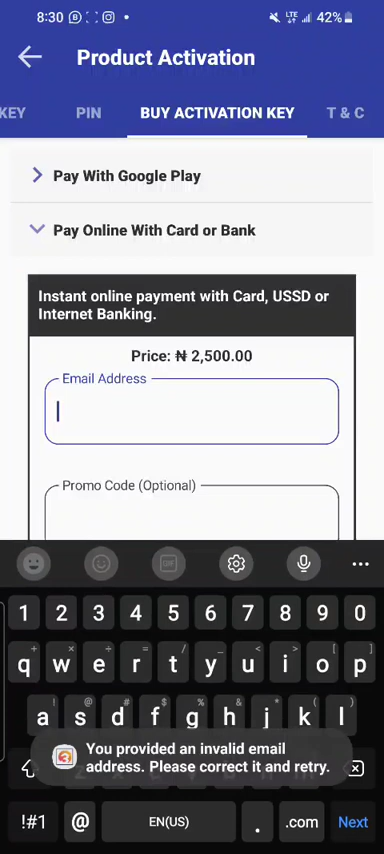 8:30 LTE 42%
Product Activation
KEY PIN BUY ACTIVATION KEY T & C
Pay With Google Play
Pay Online With Card or Bank
Instant online payment with Card, USSD or
Internet Banking.
Price: ₦ 2,500.00
Email Address
Promo Code (Optional)
GIF
1 2 3 4 5 6 7 8 9 0
+ × ÷ = / _ < > [ ]
q w e r t y u i o p
! @ # $ % ^ & * ( )
a s d f g h j k l
You provided an invalid email
address. Please correct it and retry.
!#1 @ EN(US) . .com Next